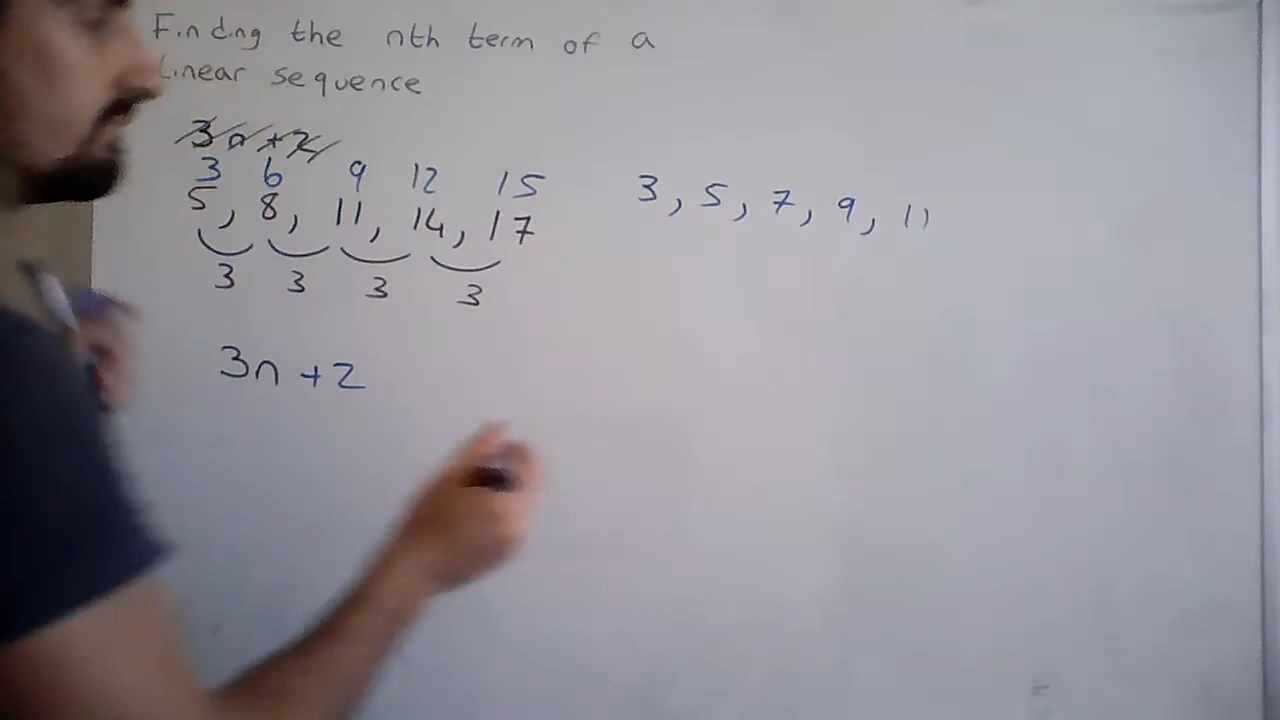 Finding the nth term of a
Linear sequence
3n+2
3 6 9 12 15
5, 8, 11, 14, 17
3 3 3 3
3n +2
3, 5, 7, 9, 11